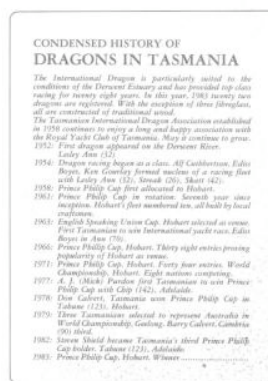 CONDENSED HISTORY OF
DRAGONS IN TASMANIA
The International Dragon is particularly suited to the
conditions of the Derwent Estuary and has provided top class
racing for twenty eight years. In this year, 1983 twenty two
dragons are registered. With the exception of three fibreglass,
all are constructed of traditional wood.
The Tasmanian International Dragon Association established
in 1956 continues to enjoy a long and happy association with
the Royal Yacht Club of Tasmania. May it continue to grow.
1952: First dragon appeared on the Derwent River.
Lesley Ann (32)
1954: Dragon racing began as a class. Alf Cuthbertson, Edis
Boyes, Ken Gourlay formed nucleus of a racing fleet
with Lesley Ann (32), Streak (26), Skatt (42).
1958: Prince Philip Cup first allocated to Hobart.
1961: Prince Philip Cup in rotation. Seventh year since
inception. Hobart's fleet numbered ten, all built by local
craftsmen.
1963: English Speaking Union Cup. Hobart selected as venue.
First Tasmanian to win International yacht race. Edis
Boyes in Ann (70).
1966: Prince Philip Cup, Hobart. Thirty eight entries proving
popularity of Hobart as venue.
1971: Prince Philip Cup, Hobart. Forty four entries. World
Championship, Hobart. Eight nations competing.
1977: A. J. (Nick) Purdon first Tasmanian to win Prince
Philip Cup with Chip (142), Adelaide.
1978: Don Calvert, Tasmania won Prince Philip Cup in
Tabune (123), Hobart.
1979: Three Tasmanians selected to represent Australia in
World Championship, Geelong. Barry Calvert, Cambria
(90) third.
1982: Steven Shield became Tasmania's third Prince Philip
Cup holder. Tabune (123), Adelaide.
1983: Prince Philip Cup, Hobart. Winner